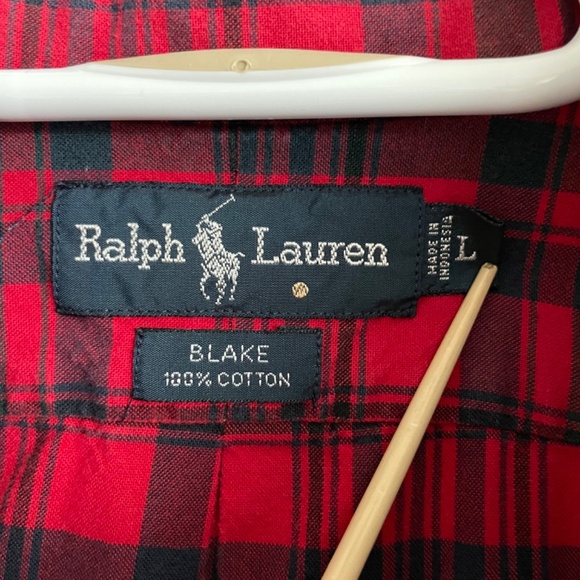 Ralph Lauren
MADE IN
INDONESIA
L
BLAKE
100% COTTON